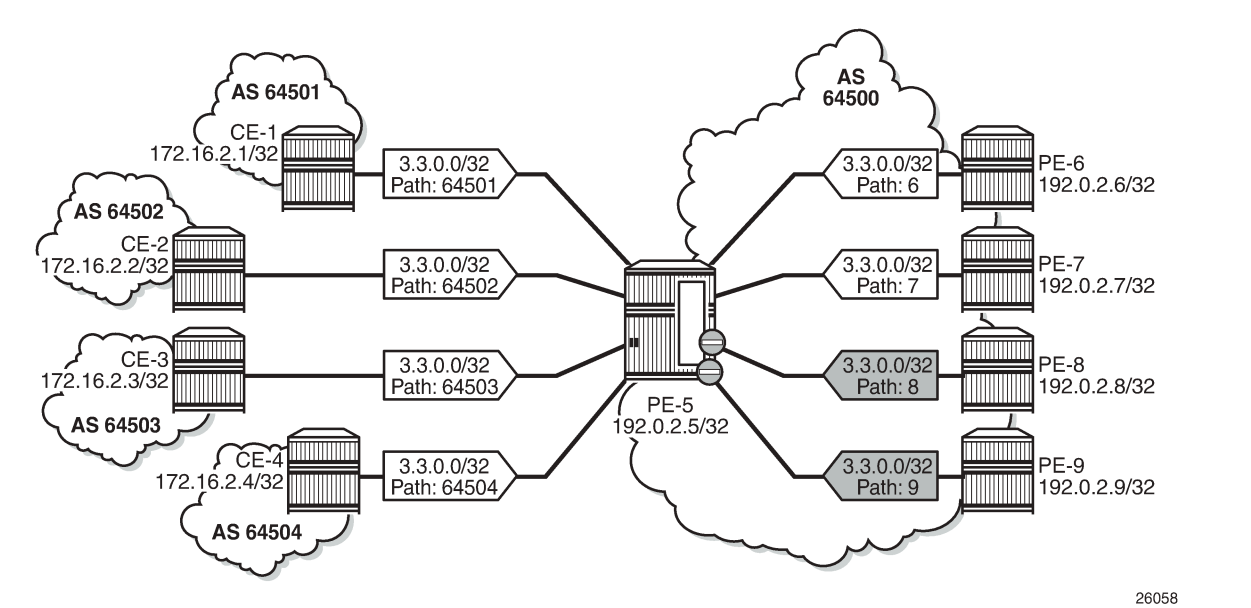 AS 64501
CE-1
172.16.2.1/32
3.3.0.0/32
Path: 64501
AS 64502
CE-2
172.16.2.2/32
3.3.0.0/32
Path: 64502
CE-3
172.16.2.3/32
AS 64503
3.3.0.0/32
Path: 64503
CE-4
172.16.2.4/32
AS 64504
3.3.0.0/32
Path: 64504
PE-5
192.0.2.5/32
AS
64500
3.3.0.0/32
Path: 6
PE-6
192.0.2.6/32
3.3.0.0/32
Path: 7
PE-7
192.0.2.7/32
3.3.0.0/32
Path: 8
PE-8
192.0.2.8/32
3.3.0.0/32
Path: 9
PE-9
192.0.2.9/32
26058